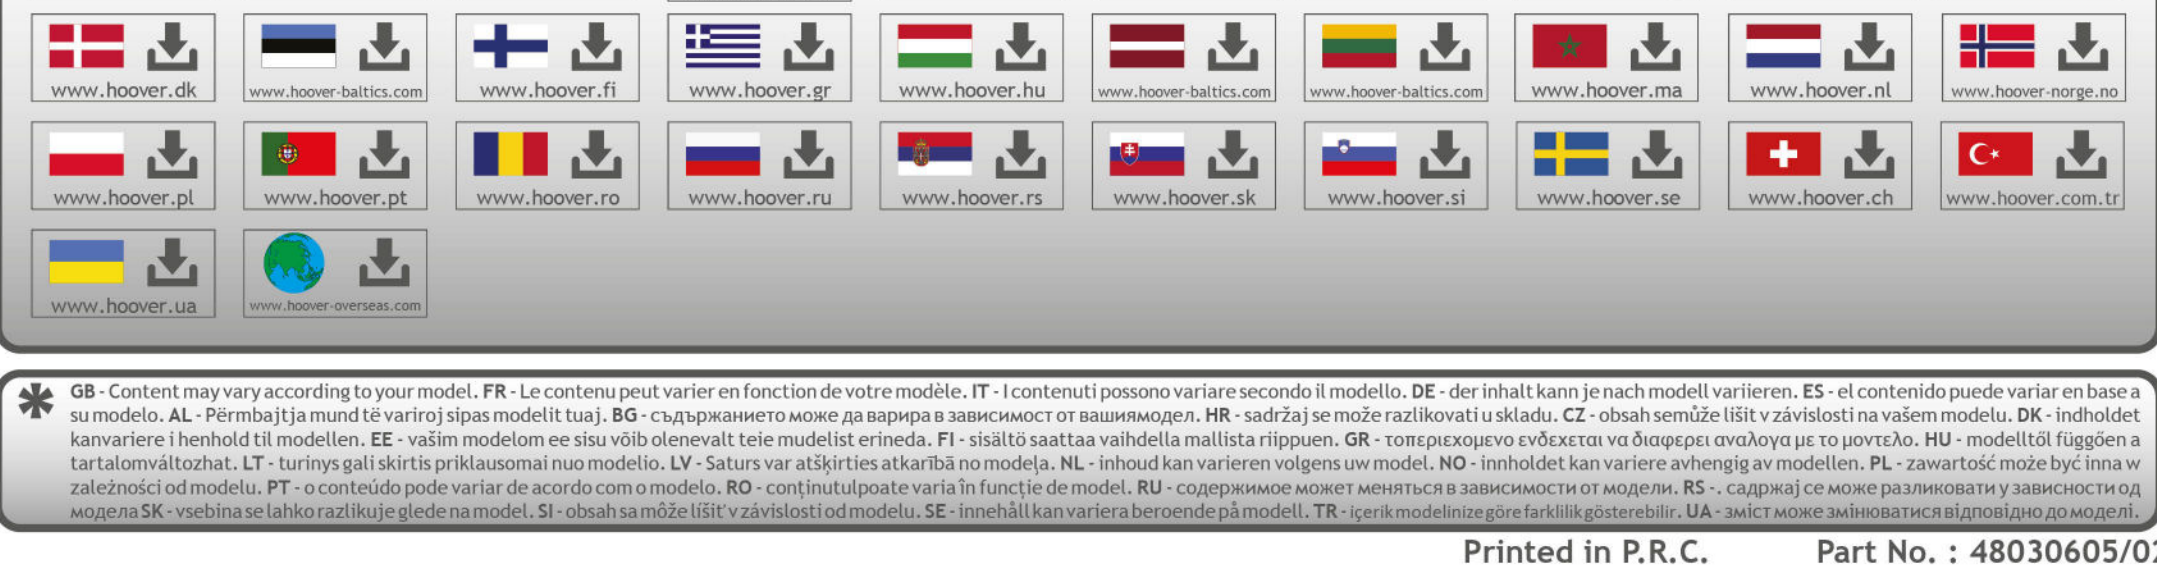 www.hoover.dk www.hoover-baltics.com www.hoover.fi www.hoover.gr www.hoover.hu www.hoover-baltics.com www.hoover-baltics.com www.hoover.ma www.hoover.nl www.hoover-norge.no
www.hoover.pl www.hoover.pt www.hoover.ro www.hoover.ru www.hoover.rs www.hoover.sk www.hoover.si www.hoover.se www.hoover.ch www.hoover.com.tr
www.hoover.ua www.hoover-overseas.com
* GB - Content may vary according to your model. FR - Le contenu peut varier en fonction de votre modèle. IT - I contenuti possono variare secondo il modello. DE - der inhalt kann je nach modell variieren. ES - el contenido puede variar en base a
su modelo. AL - Përmbajtja mund të variroj sipas modelit tuaj. BG - съдържанието може да варира в зависимост от вашиямодел. HR - sadržaj se može razlikovati u skladu. CZ - obsah semůže lišit v závislosti na vašem modelu. DK - indholdet
kanvariere i henhold til modellen. EE - vašim modelom ee sisu võib olenevalt teie mudelist erineda. FI - sisältö saattaa vaihdella mallista riippuen. GR - τοπεριεχομενο ενδεχεται να διαφερει αναλογα με το μοντελο. HU - modelltől függően a
tartalomváltozhat. LT - turinys gali skirtis priklausomai nuo modelio. LV - Saturs var atšķirties atkarībā no modeļa. NL - inhoud kan varieren volgens uw model. NO - innholdet kan variere avhengig av modellen. PL - zawartość może być inna w
zależności od modelu. PT - o conteúdo pode variar de acordo com o modelo. RO - conținutulpoate varia în funcție de model. RU - содержимое может меняться в зависимости от модели. RS -. садржај се може разликовати у зависности од
модела SK - vsebina se lahko razlikuje glede na model. SI - obsah sa môže líšiť v závislosti od modelu. SE - innehåll kan variera beroende på modell. TR - içerik modelinize göre farklilik gösterebilir. UA - зміст може змінюватися відповідно до моделі.
Printed in P.R.C. Part No. : 48030605/02